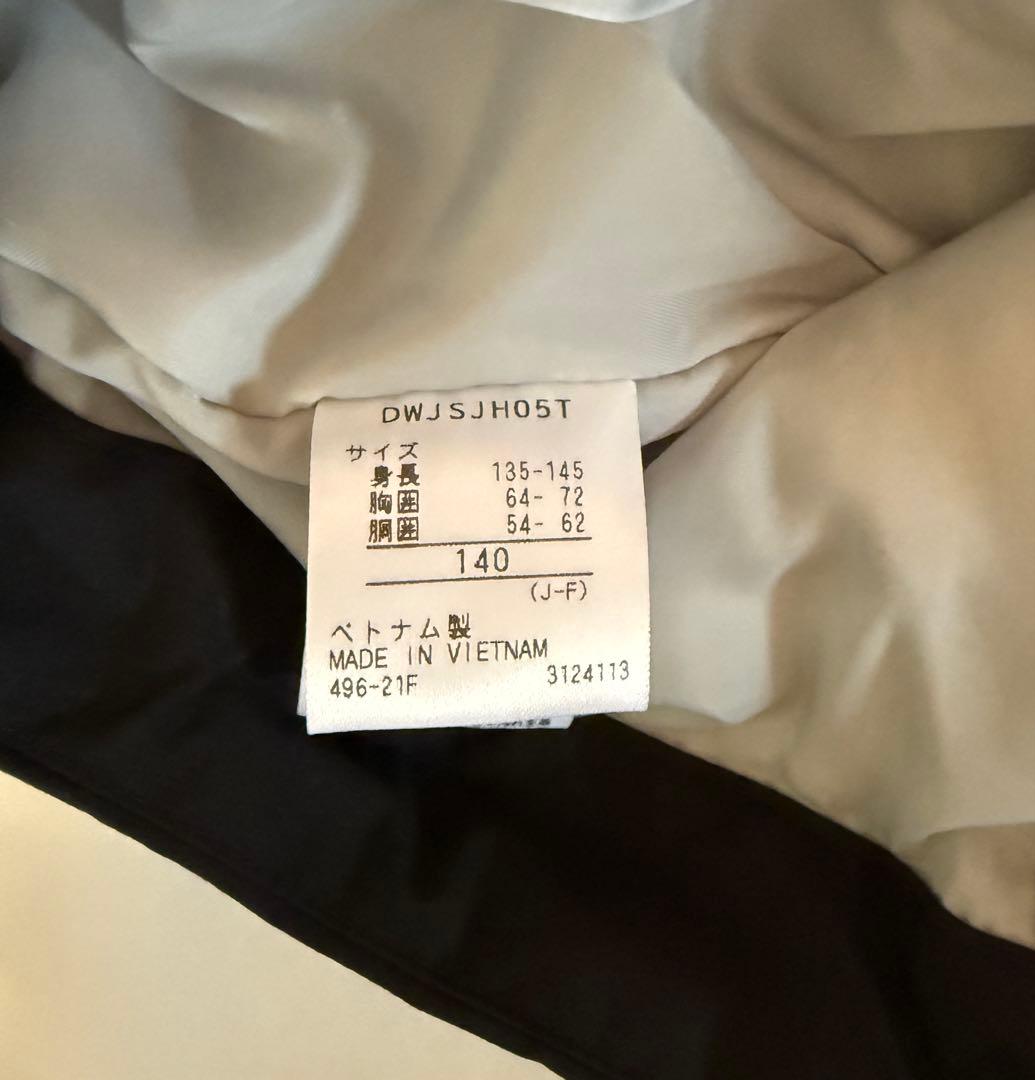 DWJSJH05T
サイズ
身長 135-145
胸囲 64- 72
胴囲 54- 62
140
(J-F)
ベトナム製
MADE IN VIETNAM
496-21F 3124113